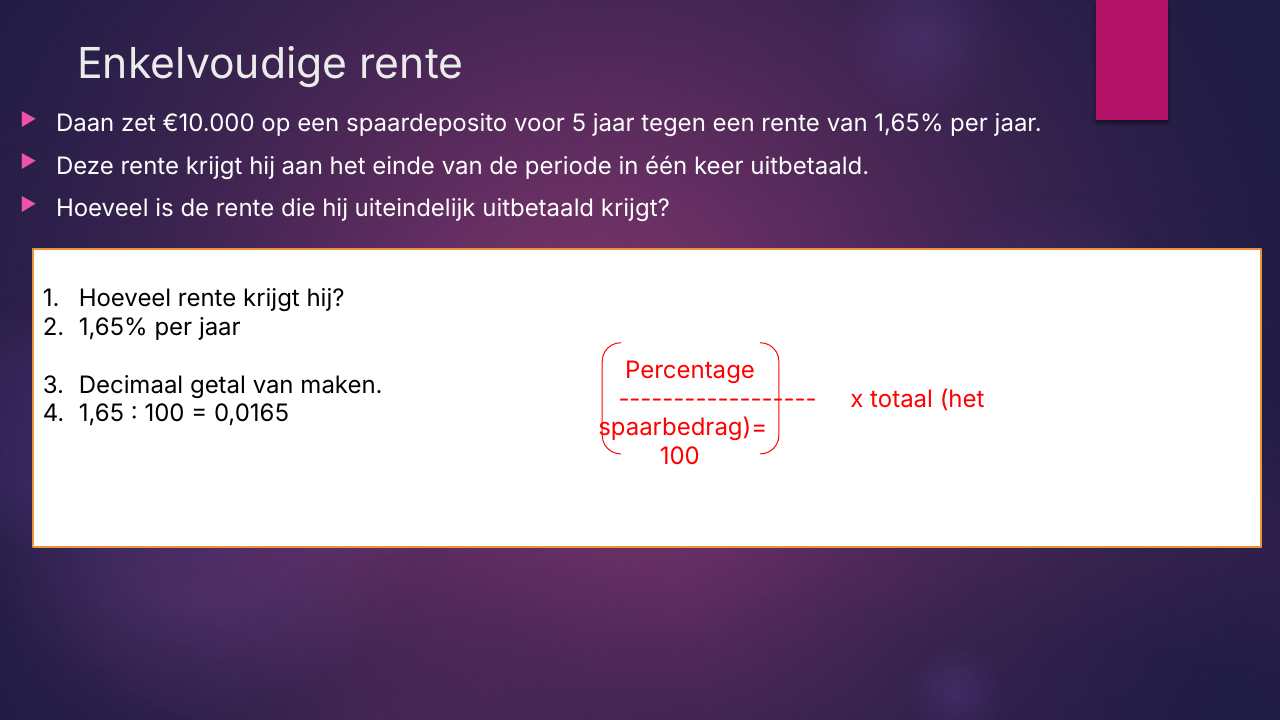 Enkelvoudige rente
Daan zet €10.000 op een spaardeposito voor 5 jaar tegen een rente van 1,65% per jaar.
Deze rente krijgt hij aan het einde van de periode in één keer uitbetaald.
Hoeveel is de rente die hij uiteindelijk uitbetaald krijgt?
1. Hoeveel rente krijgt hij?
2. 1,65% per jaar
3. Decimaal getal van maken.
4. 1,65 : 100 = 0,0165
Percentage
------------------ x totaal (het
spaarbedrag)=
100